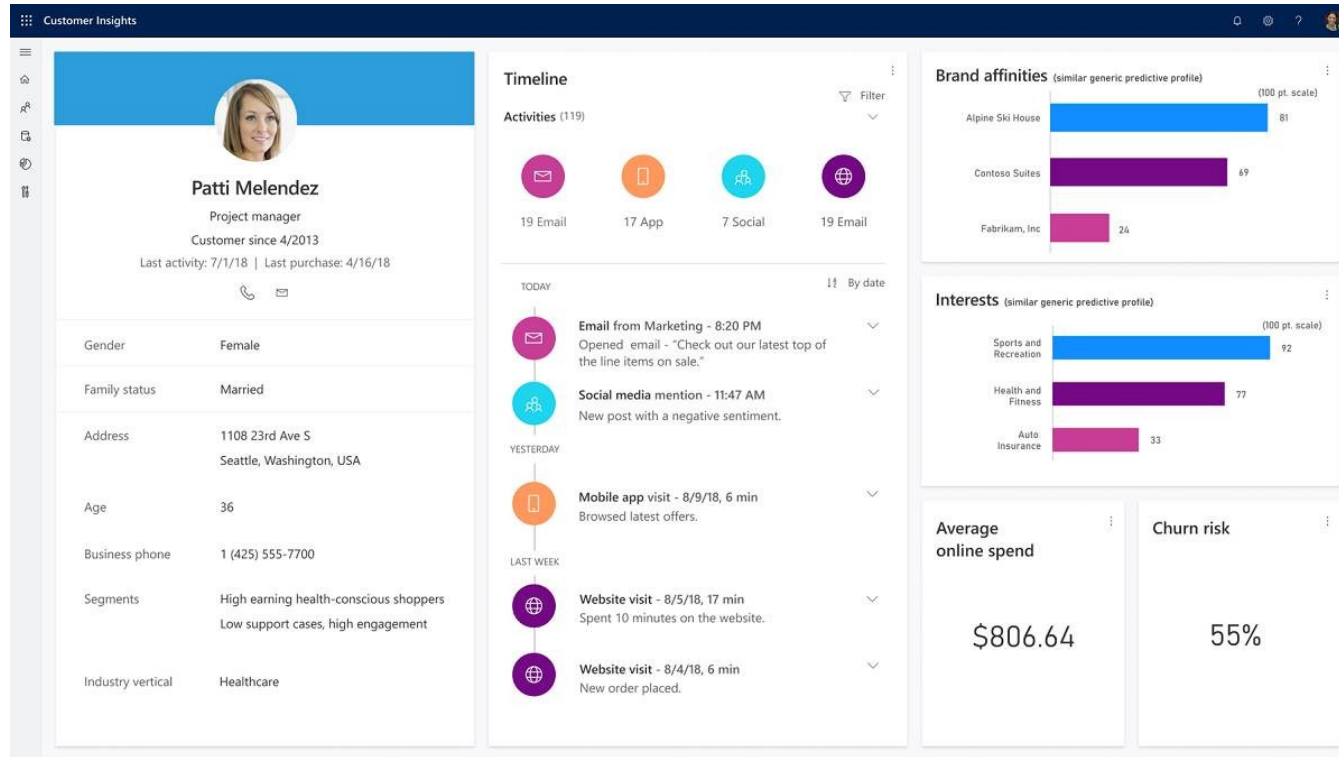 Customer Insights
?
Patti Melendez
Project manager
Customer since 4/2013
Last activity: 7/1/18 | Last purchase: 4/16/18
Gender Female
Family status Married
Address 1108 23rd Ave S
Seattle, Washington, USA
Age 36
Business phone 1 (425) 555-7700
Segments High earning health-conscious shoppers
Low support cases, high engagement
Industry vertical Healthcare
Timeline
Filter
Activities (119)
19 Email 17 App 7 Social 19 Email
TODAY By date
Email from Marketing - 8:20 PM
Opened email - “Check out our latest top of
the line items on sale.”
Social media mention - 11:47 AM
New post with a negative sentiment.
YESTERDAY
Mobile app visit - 8/9/18, 6 min
Browsed latest offers.
LAST WEEK
Website visit - 8/5/18, 17 min
Spent 10 minutes on the website.
Website visit - 8/4/18, 6 min
New order placed.
Brand affinities (similar generic predictive profile)
(100 pt. scale)
Alpine Ski House 81
Contoso Suites 69
Fabrikam, Inc 24
Interests (similar generic predictive profile)
(100 pt. scale)
Sports and
Recreation 92
Health and
Fitness 77
Auto
Insurance 33
Average
online spend
$806.64
Churn risk
55%